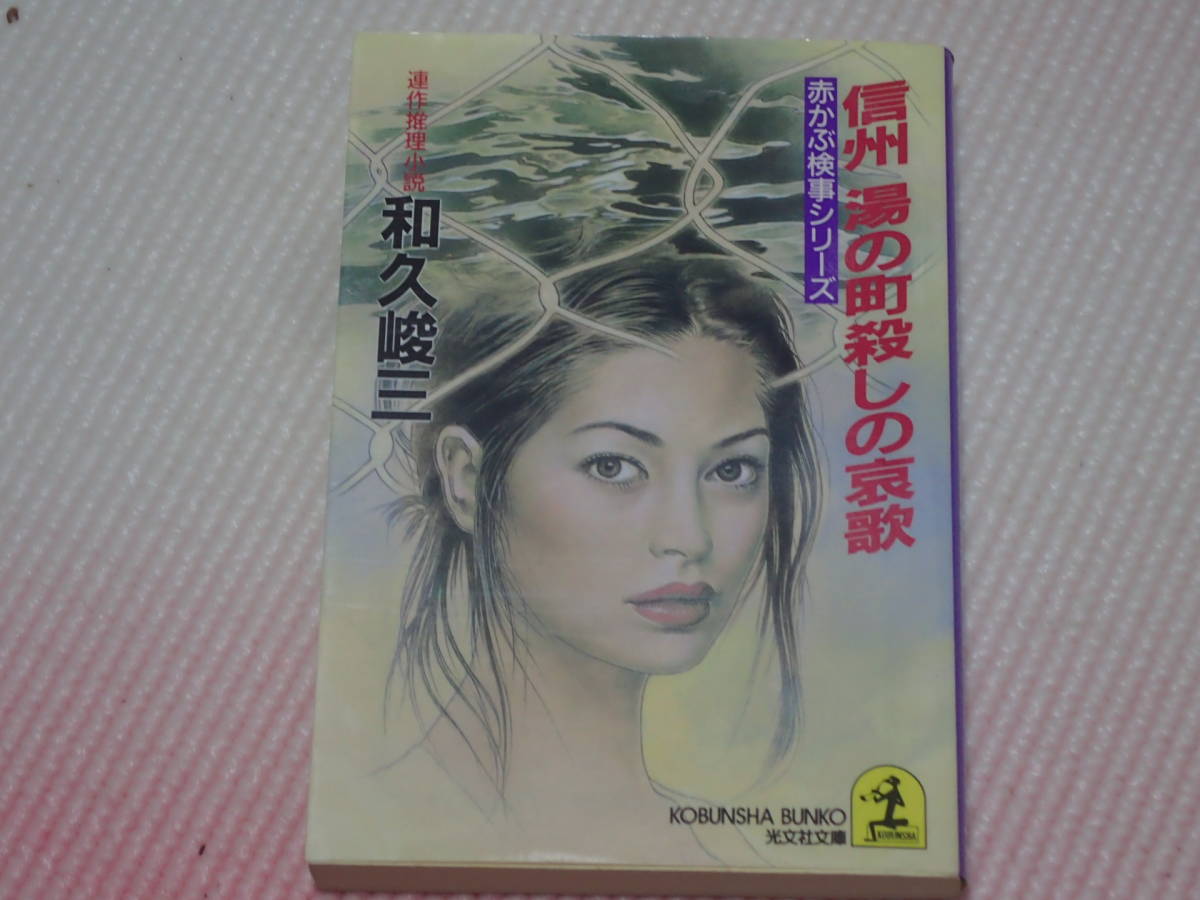 信州 湯の町殺しの哀歌
赤かぶ検事シリーズ
連作推理小説
和久峻三
KOBUNSHA BUNKO
光文社文庫
KOBUNSHA